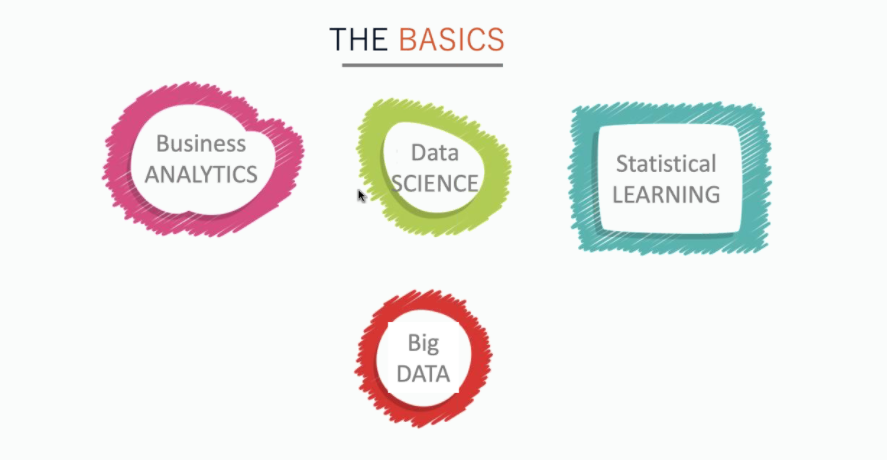 THE BASICS
Business
ANALYTICS
Data
SCIENCE
Statistical
LEARNING
Big
DATA